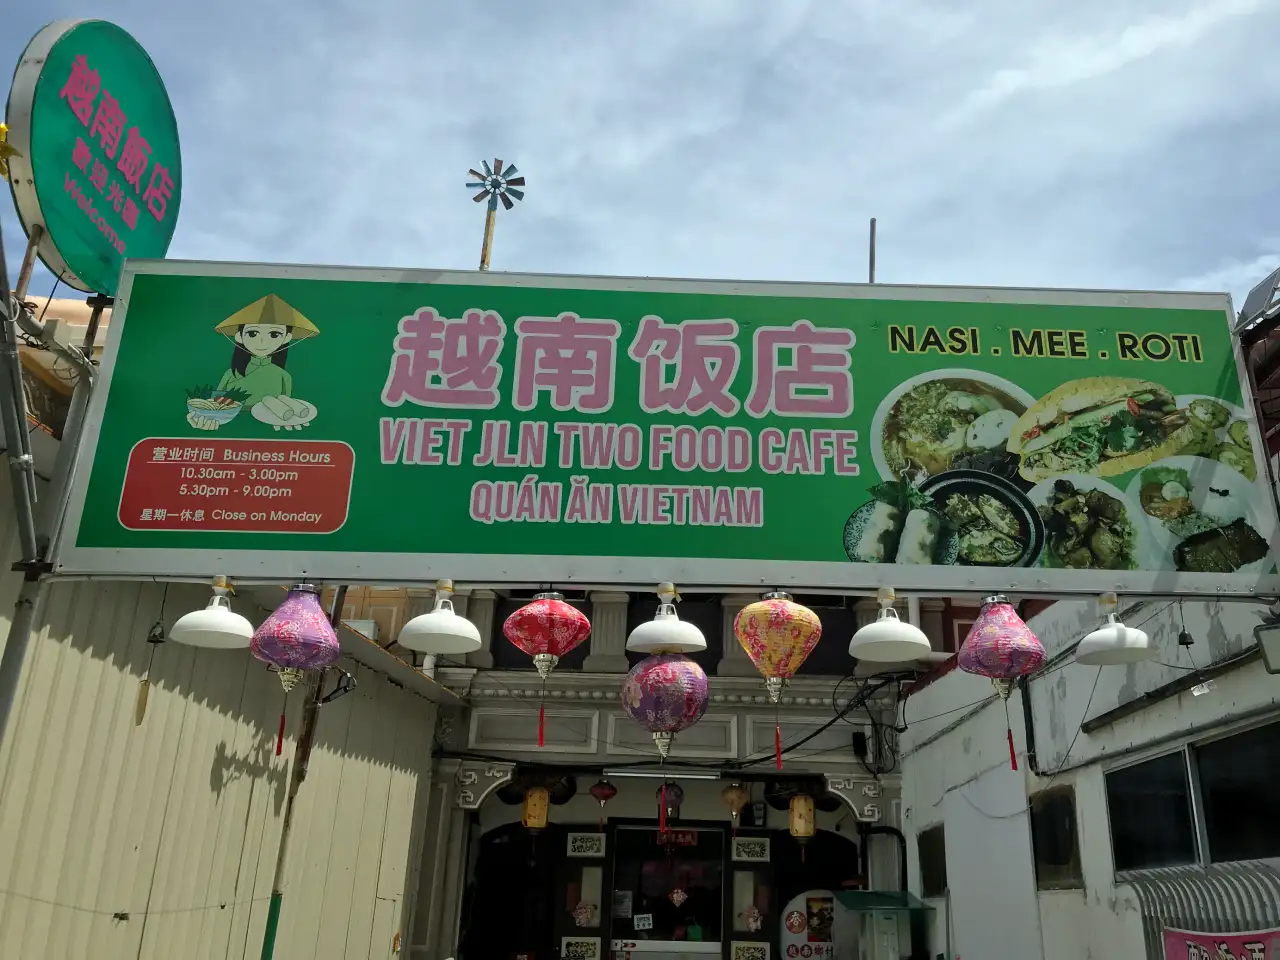 越南飯店
歡迎光臨
Welcome
越南饭店
VIET JLN TWO FOOD CAFE
QUÁN ĂN VIETNAM
NASI . MEE . ROTI
营业时间 Business Hours
10.30am - 3.00pm
5.30pm - 9.00pm
星期一休息 Close on Monday
OPEN